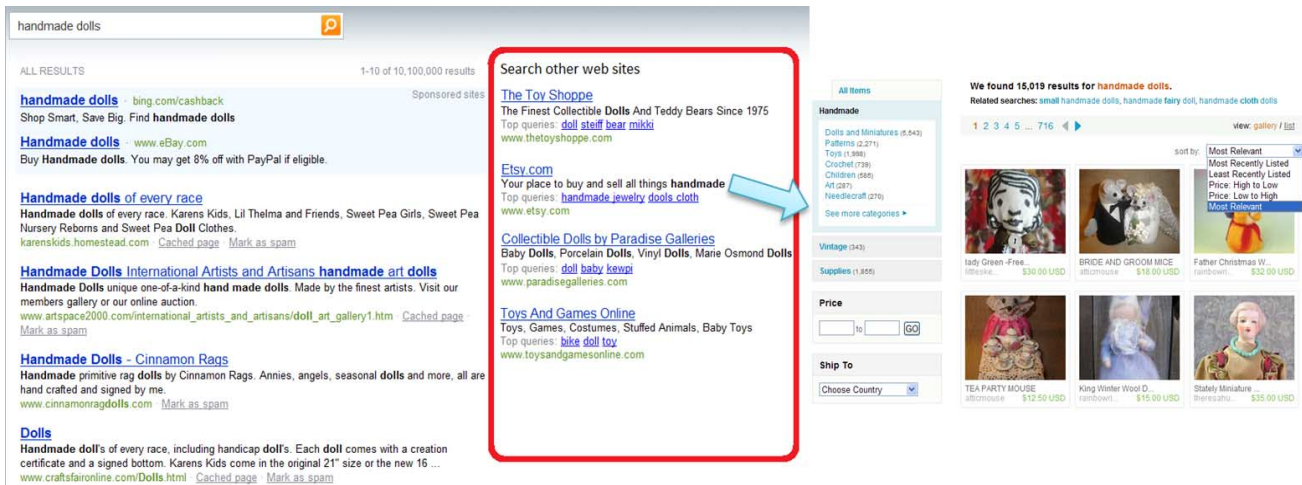 handmade dolls
ALL RESULTS
1-10 of 10,100,000 results
Sponsored sites
handmade dolls · bing.com/cashback
Shop Smart, Save Big. Find handmade dolls
Handmade dolls · www.eBay.com
Buy Handmade dolls. You may get 8% off with PayPal if eligible.
Handmade dolls of every race
Handmade dolls of every race. Karens Kids, Lil Thelma and Friends, Sweet Pea Girls, Sweet Pea
Nursery Reborns and Sweet Pea Doll Clothes.
karenskids.homestead.com · Cached page · Mark as spam
Handmade Dolls International Artists and Artisans handmade art dolls
Handmade Dolls unique one-of-a-kind hand made dolls. Made by the finest artists. Visit our
members gallery or our online auction.
www.artspace2000.com/international_artists_and_artisans/doll_art_gallery1.htm · Cached page ·
Mark as spam
Handmade Dolls - Cinnamon Rags
Handmade primitive rag dolls by Cinnamon Rags. Annies, angels, seasonal dolls and more, all are
hand crafted and signed by me.
www.cinnamonragdolls.com · Mark as spam
Dolls
Handmade doll's of every race, including handicap doll's. Each doll comes with a creation
certificate and a signed bottom. Karens Kids come in the original 21" size or the new 16 ...
www.craftsfaironline.com/Dolls.html · Cached page · Mark as spam
Search other web sites
The Toy Shoppe
The Finest Collectible Dolls And Teddy Bears Since 1975
Top queries: doll steiff bear mikki
www.thetoyshoppe.com
Etsy.com
Your place to buy and sell all things handmade
Top queries: handmade jewelry dools cloth
www.etsy.com
Collectible Dolls by Paradise Galleries
Baby Dolls, Porcelain Dolls, Vinyl Dolls, Marie Osmond Dolls
Top queries: doll baby kewpi
www.paradisegalleries.com
Toys And Games Online
Toys, Games, Costumes, Stuffed Animals, Baby Toys
Top queries: bike doll toy
www.toysandgamesonline.com
All Items
Handmade
Dolls and Miniatures (6,643)
Patterns (2,271)
Toys (1,998)
Crochet (739)
Children (586)
Art (287)
Needlecraft (270)
See more categories
Vintage (343)
Supplies (1,855)
Price
to
GO
Ship To
Choose Country
We found 15,019 results for handmade dolls.
Related searches: small handmade dolls, handmade fairy doll, handmade cloth dolls
1 2 3 4 5 ... 716
view: gallery / list
sort by: Most Relevant
Most Recently Listed
Least Recently Listed
Price: High to Low
Price: Low to High
Most Relevant
lady Green -Free...
littleske... $30.00 USD
BRIDE AND GROOM MICE
atticmouse $18.00 USD
Father Christmas W...
rainbowri... $32.00 USD
TEA PARTY MOUSE
atticmouse $12.50 USD
King Winter Wool D...
rainbowri... $15.00 USD
Stately Miniature ...
theresahu... $35.00 USD